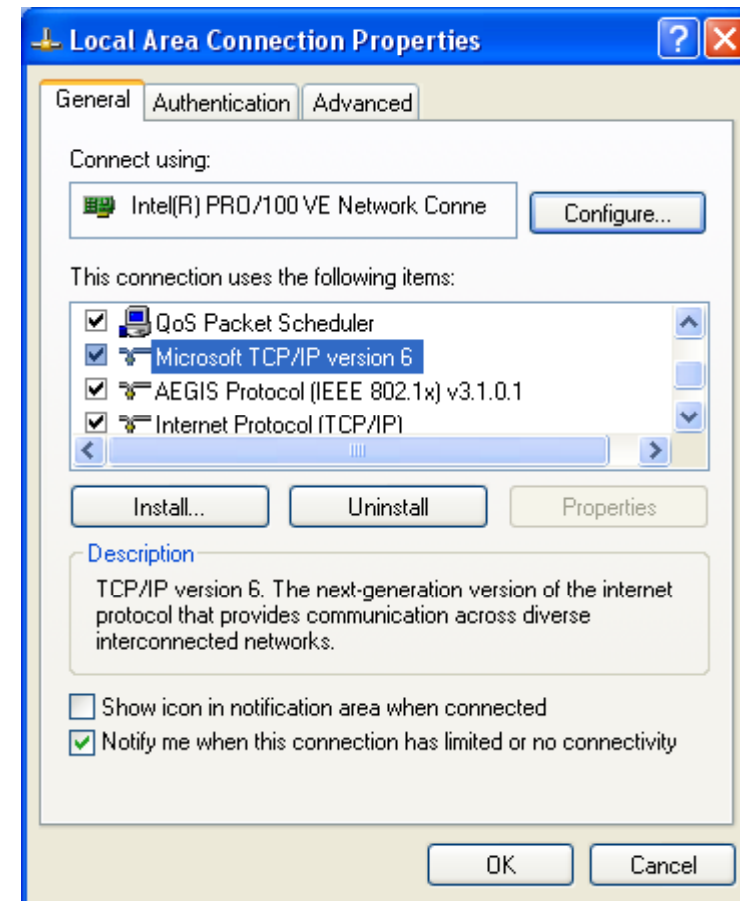 Local Area Connection Properties
General Authentication Advanced
Connect using:
Intel(R) PRO/100 VE Network Conne
Configure...
This connection uses the following items:
QoS Packet Scheduler
Microsoft TCP/IP version 6
AEGIS Protocol (IEEE 802.1x) v3.1.0.1
Internet Protocol (TCP/IP)
Install... Uninstall Properties
Description
TCP/IP version 6. The next-generation version of the internet
protocol that provides communication across diverse
interconnected networks.
Show icon in notification area when connected
Notify me when this connection has limited or no connectivity
OK Cancel